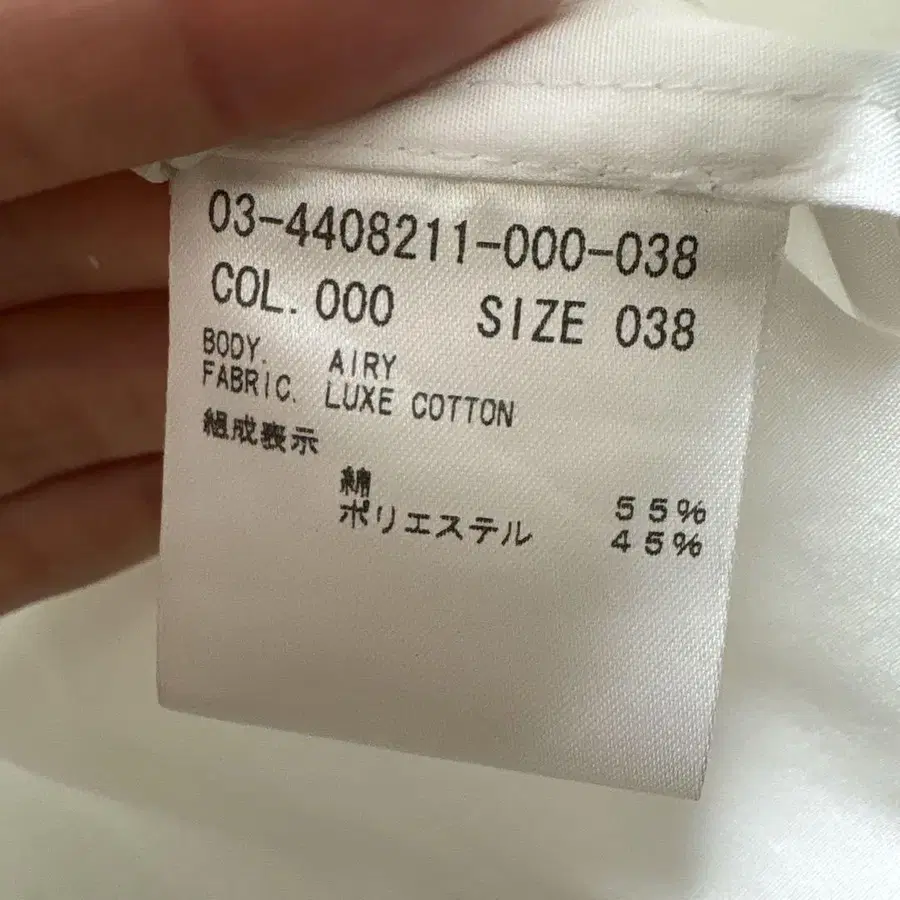 03-4408211-000-038
COL. 000 SIZE 038
BODY. AIRY
FABRIC. LUXE COTTON
組成表示
綿 55%
ポリエステル 45%